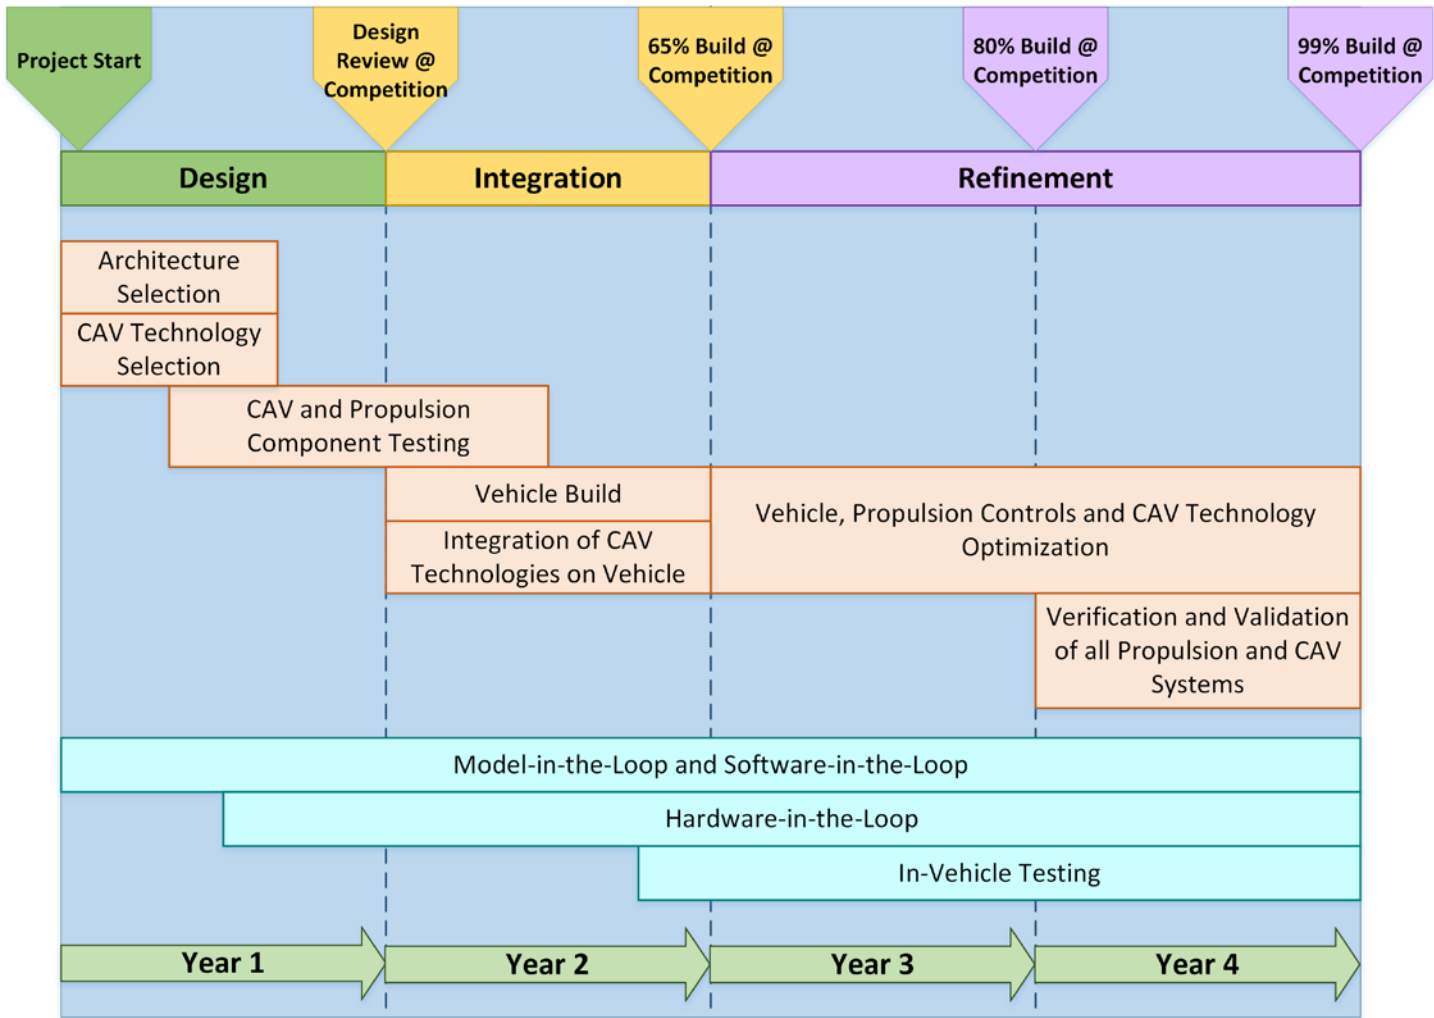 Project Start
Design
Review @
Competition
65% Build @
Competition
80% Build @
Competition
99% Build @
Competition
Design
Integration
Refinement
Architecture
Selection
CAV Technology
Selection
CAV and Propulsion
Component Testing
Vehicle Build
Integration of CAV
Technologies on Vehicle
Vehicle, Propulsion Controls and CAV Technology
Optimization
Verification and Validation
of all Propulsion and CAV
Systems
Model-in-the-Loop and Software-in-the-Loop
Hardware-in-the-Loop
In-Vehicle Testing
Year 1
Year 2
Year 3
Year 4